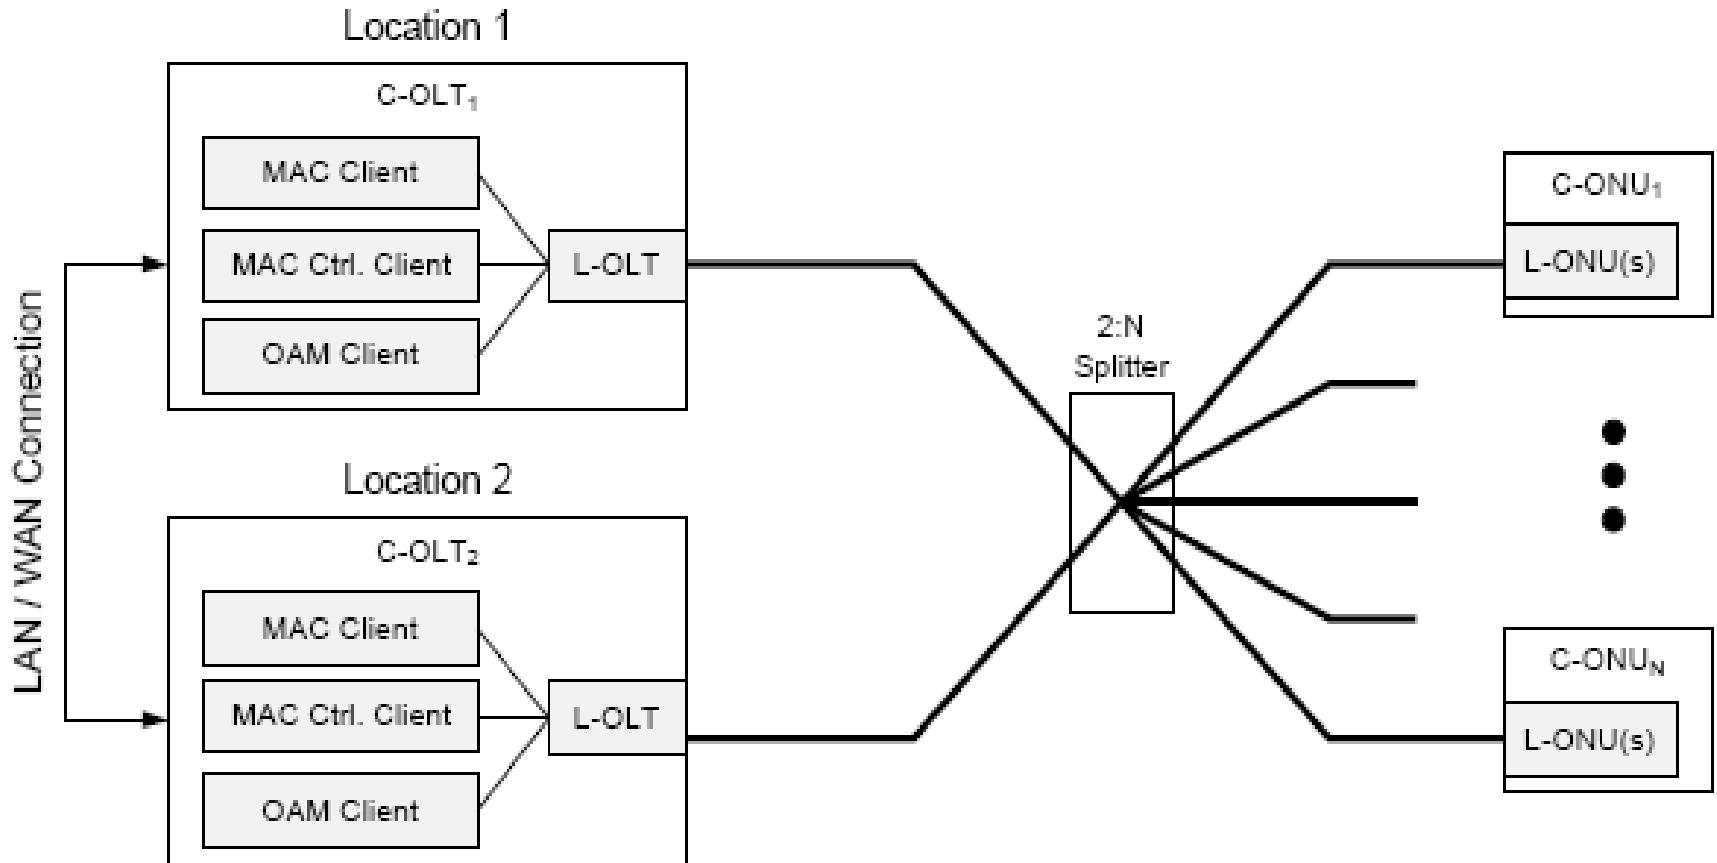 Location 1
C-OLT₁
MAC Client
MAC Ctrl. Client
OAM Client
L-OLT
LAN / WAN Connection
Location 2
C-OLT₂
MAC Client
MAC Ctrl. Client
OAM Client
L-OLT
2:N
Splitter
C-ONU₁
L-ONU(s)
C-ONU_N
L-ONU(s)